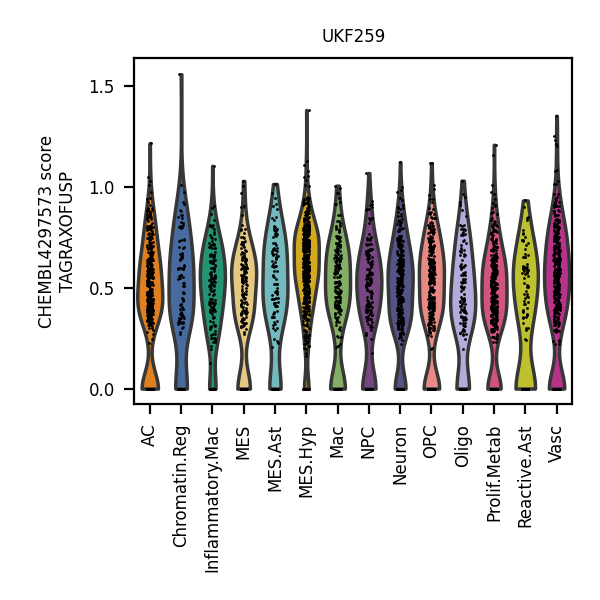 UKF259
CHEMBL4297573 score
TAGRAXOFUSP
1.5
1.0
0.5
0.0
AC
Chromatin.Reg
Inflammatory.Mac
MES
MES.Ast
MES.Hyp
Mac
NPC
Neuron
OPC
Oligo
Prolif.Metab
Reactive.Ast
Vasc